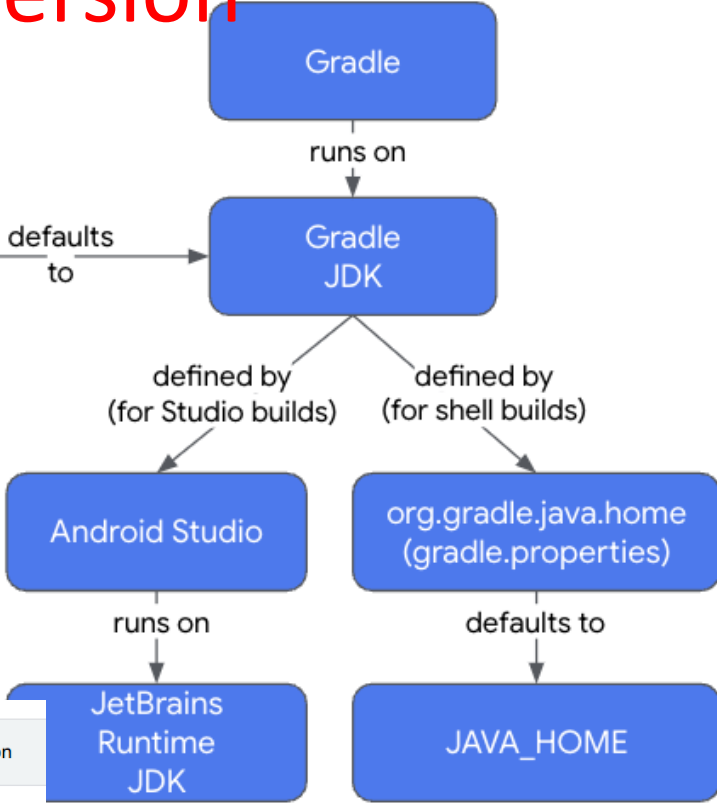 ersion
Gradle
runs on
defaults
to
Gradle
JDK
defined by
(for Studio builds)
defined by
(for shell builds)
Android Studio
org.gradle.java.home
(gradle.properties)
runs on
defaults to
JetBrains
Runtime
JDK
JAVA_HOME
n